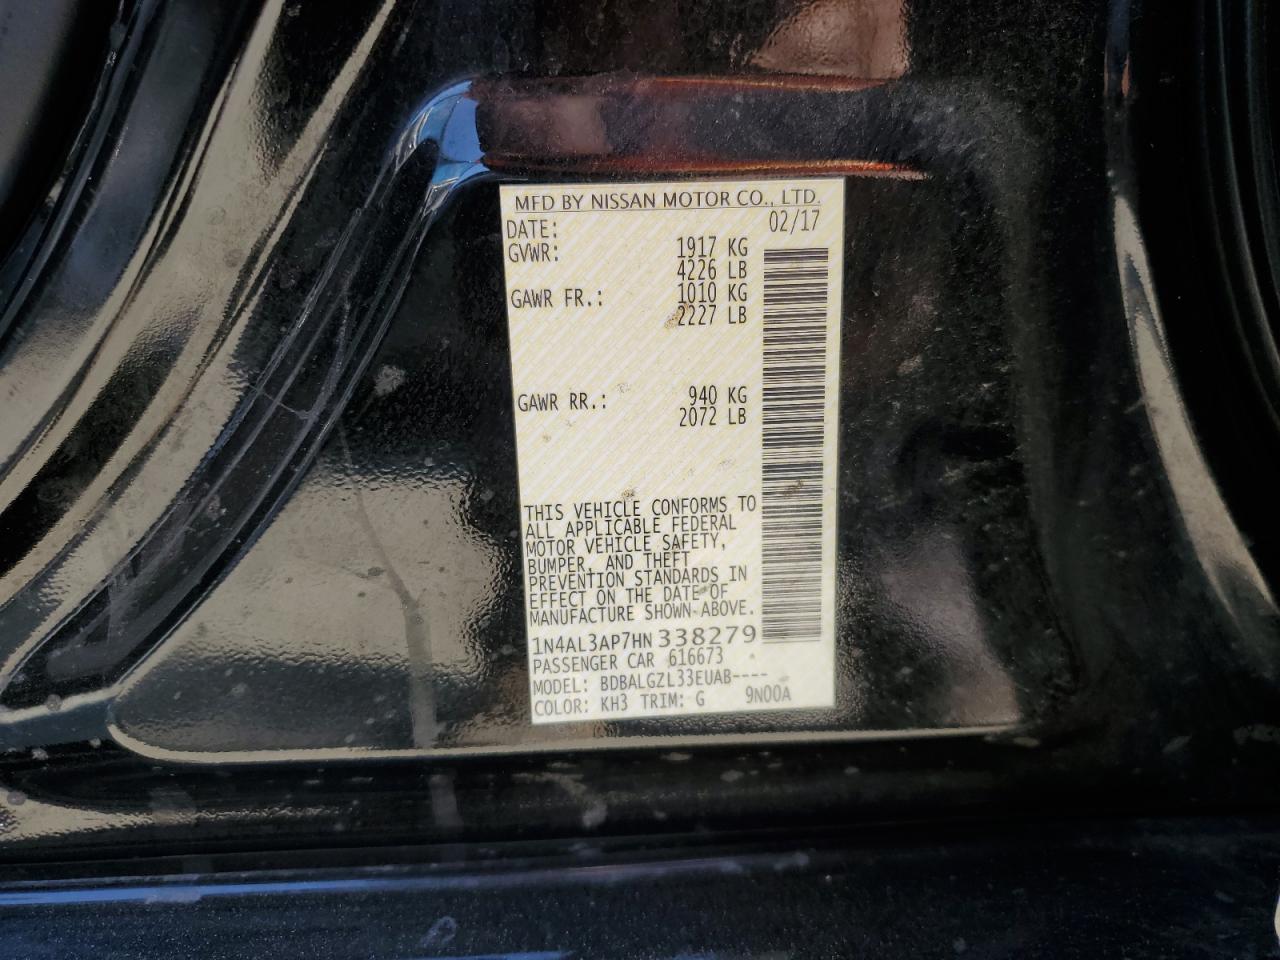 MFD BY NISSAN MOTOR CO., LTD.
DATE: 02/17
GVWR: 1917 KG
4226 LB
GAWR FR.: 1010 KG
2227 LB
GAWR RR.: 940 KG
2072 LB
THIS VEHICLE CONFORMS TO
ALL APPLICABLE FEDERAL
MOTOR VEHICLE SAFETY,
BUMPER, AND THEFT
PREVENTION STANDARDS IN
EFFECT ON THE DATE OF
MANUFACTURE SHOWN ABOVE.
1N4AL3AP7HN338279
PASSENGER CAR 616673
MODEL: BDBALGZL33EUAB----
COLOR: KH3 TRIM: G 9N00A